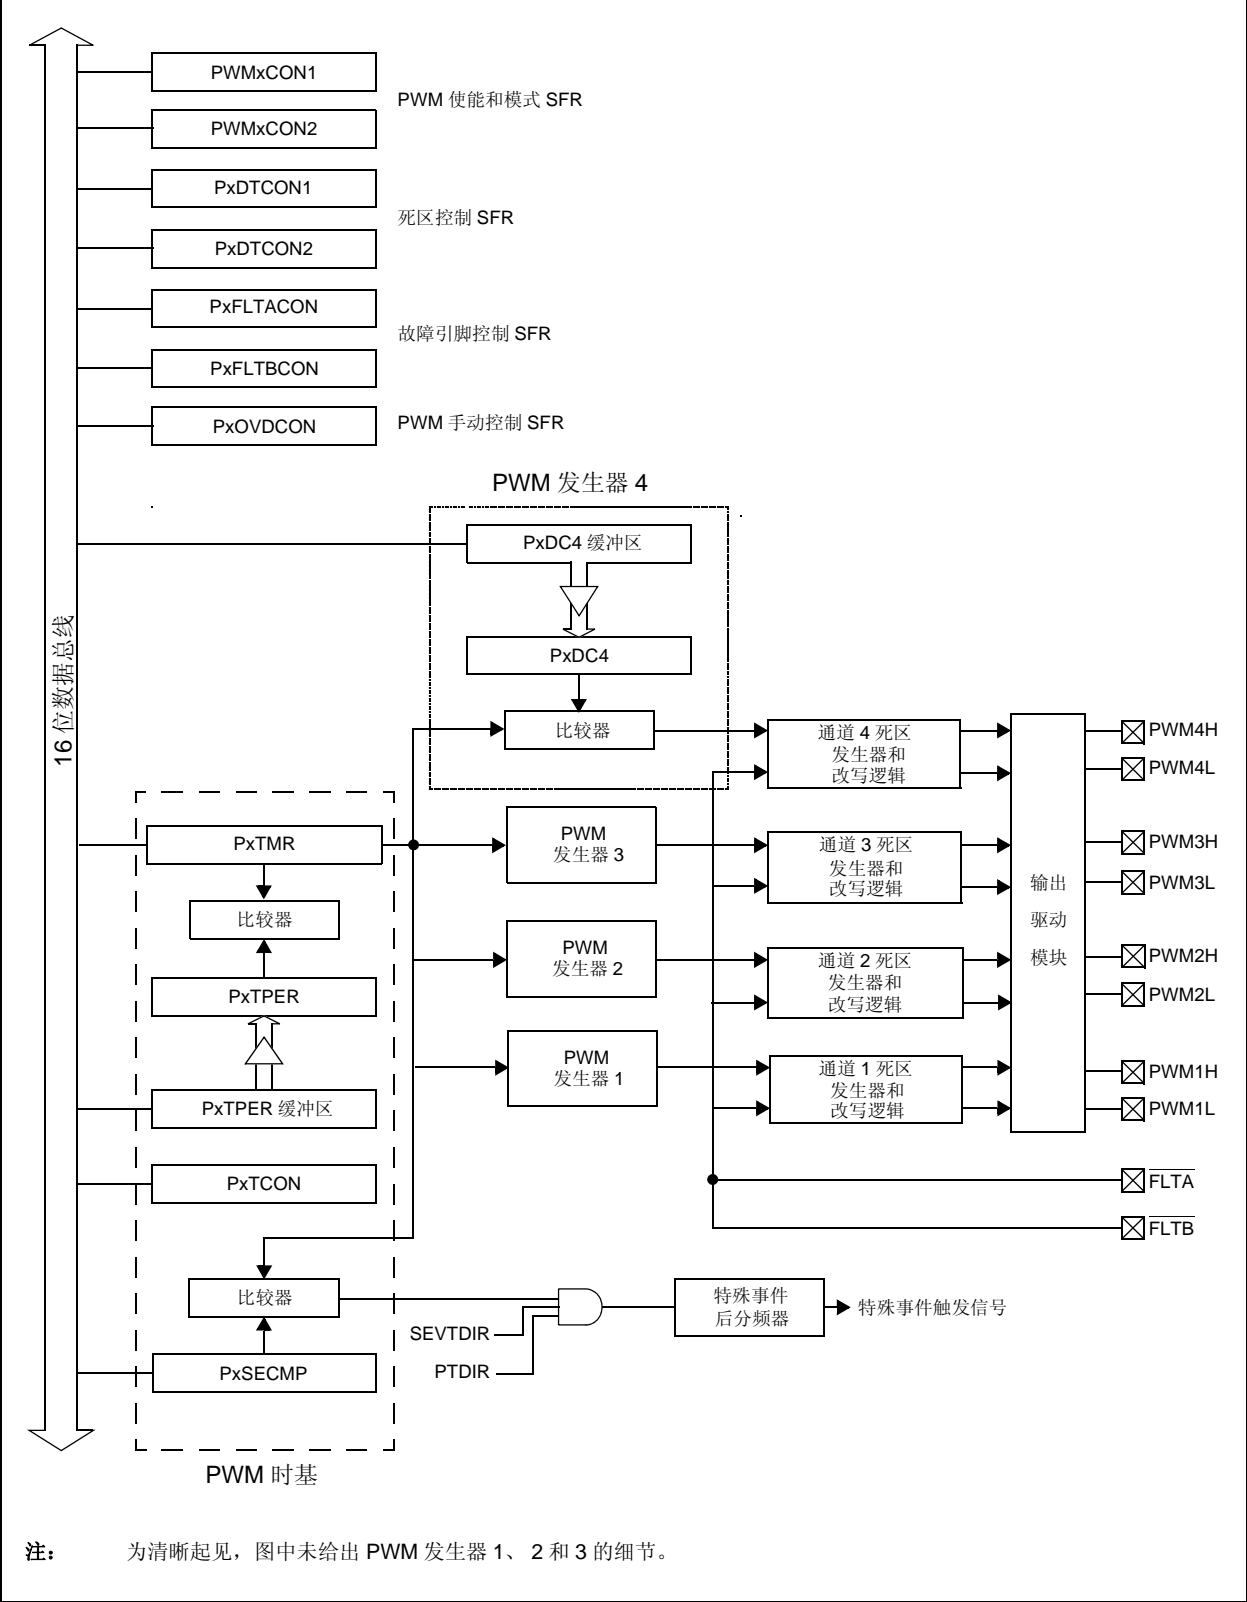 PWMxCON1
PWM 使能和模式 SFR
PWMxCON2
PxDTCON1
死区控制 SFR
PxDTCON2
PxFLTACON
故障引脚控制 SFR
PxFLTBCON
PxOVDCON
PWM 手动控制 SFR
PWM 发生器 4
PxDC4 缓冲区
PxDC4
比较器
16 位数据总线
通道 4 死区
发生器和
改写逻辑
PWM4H
PWM4L
PxTMR
PWM
发生器 3
通道 3 死区
发生器和
改写逻辑
PWM3H
PWM3L
输出
驱动
模块
比较器
PWM
发生器 2
通道 2 死区
发生器和
改写逻辑
PWM2H
PWM2L
PxTPER
PWM
发生器 1
通道 1 死区
发生器和
改写逻辑
PWM1H
PWM1L
PxTPER 缓冲区
PxTCON
FLTA
FLTB
比较器
SEVTDIR
PTDIR
特殊事件
后分频器
特殊事件触发信号
PxSECMP
PWM 时基
注： 为清晰起见，图中未给出 PWM 发生器 1、 2 和 3 的细节。